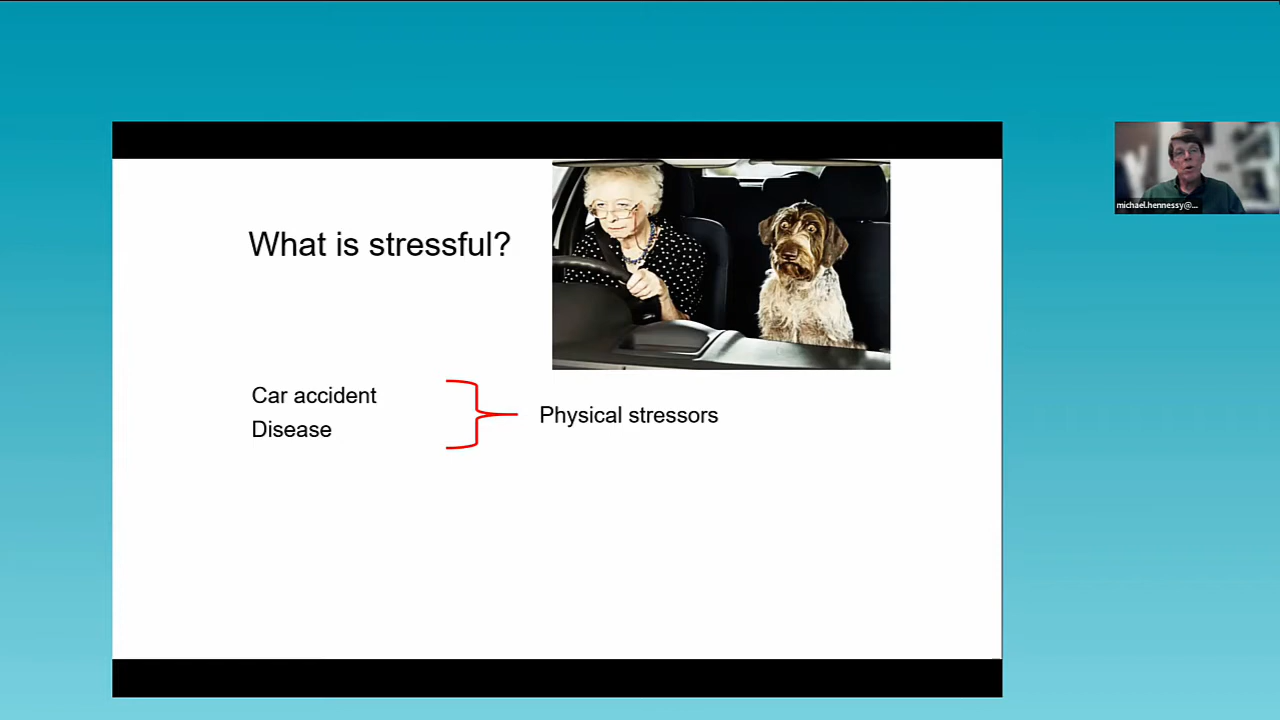 What is stressful?
Car accident
Disease
Physical stressors
michael.hennessy@...